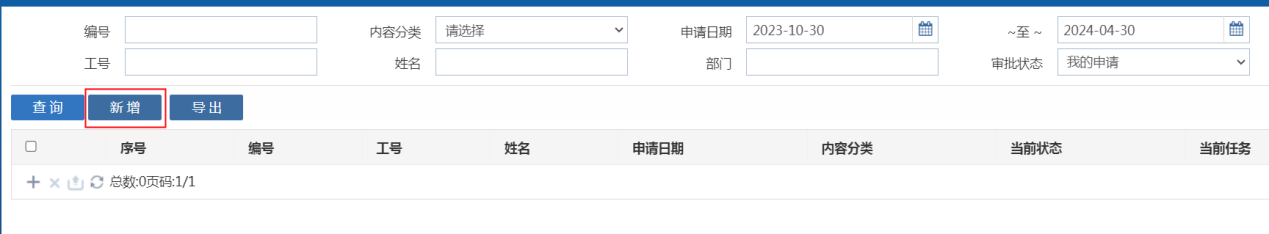 编号 内容分类 请选择 申请日期 2023-10-30 ~至 ~ 2024-04-30
工号 姓名 部门 审批状态 我的申请
查 询 新 增 导 出
序号 编号 工号 姓名 申请日期 内容分类 当前状态 当前任务
总数:0页码:1/1